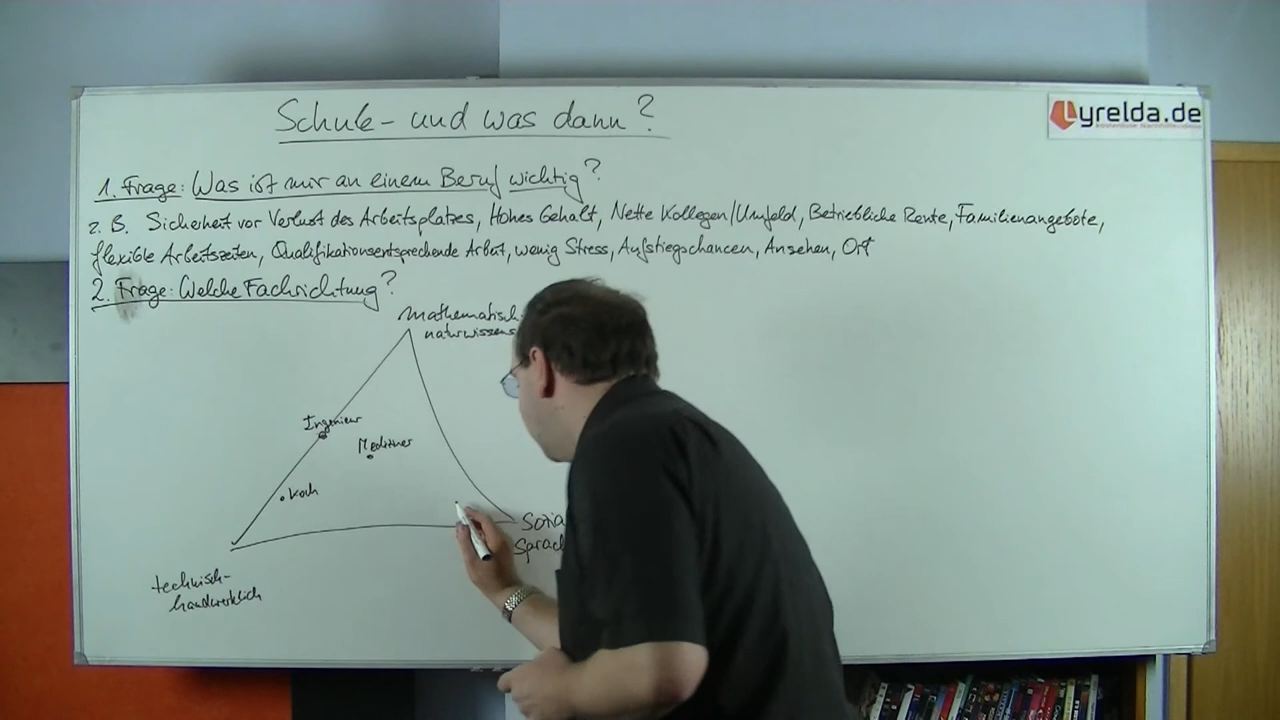 Schule - und was dann?
Lyrelda.de
1. Frage: Was ist mir an einem Beruf wichtig?
z. B. Sicherheit vor Verlust des Arbeitsplatzes, Hohes Gehalt, Nette Kollegen/Umfeld, Betriebliche Rente, Familienangebote,
flexible Arbeitszeiten, Qualifikationsentsprechende Arbeit, wenig Stress, Aufstiegschancen, Ansehen, Ort
2. Frage: Welche Fachrichtung?
mathematisch
naturwissens
Ingenieur
Mediziner
Koch
Sozia
Sprach
technisch-
handwerklich